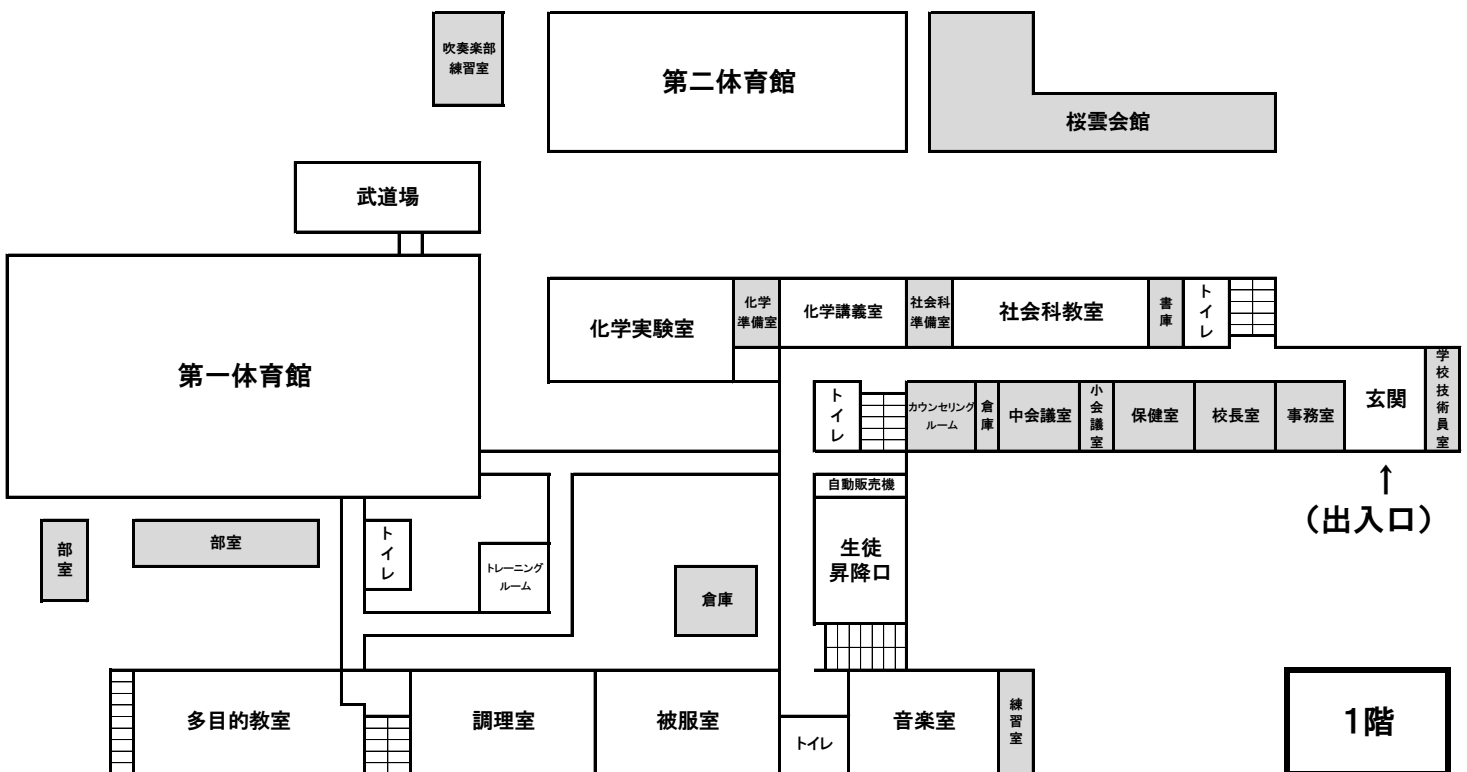 吹奏楽部
練習室
第二体育館
桜雲会館
武道場
第一体育館
化学実験室
化学
準備室
化学講義室
社会科
準備室
社会科教室
書庫
トイレ
学校技術員室
トイレ
カウンセリング
ルーム
倉庫
中会議室
小会議室
保健室
校長室
事務室
玄関
↑
（出入口）
自動販売機
生徒
昇降口
部室
部室
トイレ
トレーニング
ルーム
倉庫
多目的教室
調理室
被服室
トイレ
音楽室
練習室
1階